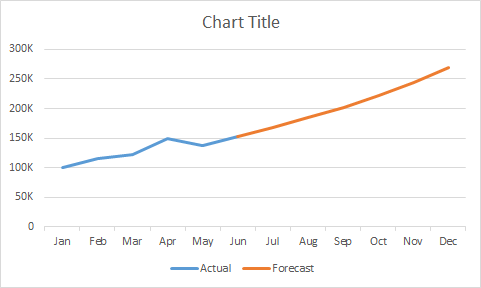 Chart Title
300K
250K
200K
150K
100K
50K
0
Jan Feb Mar Apr May Jun Jul Aug Sep Oct Nov Dec
Actual Forecast